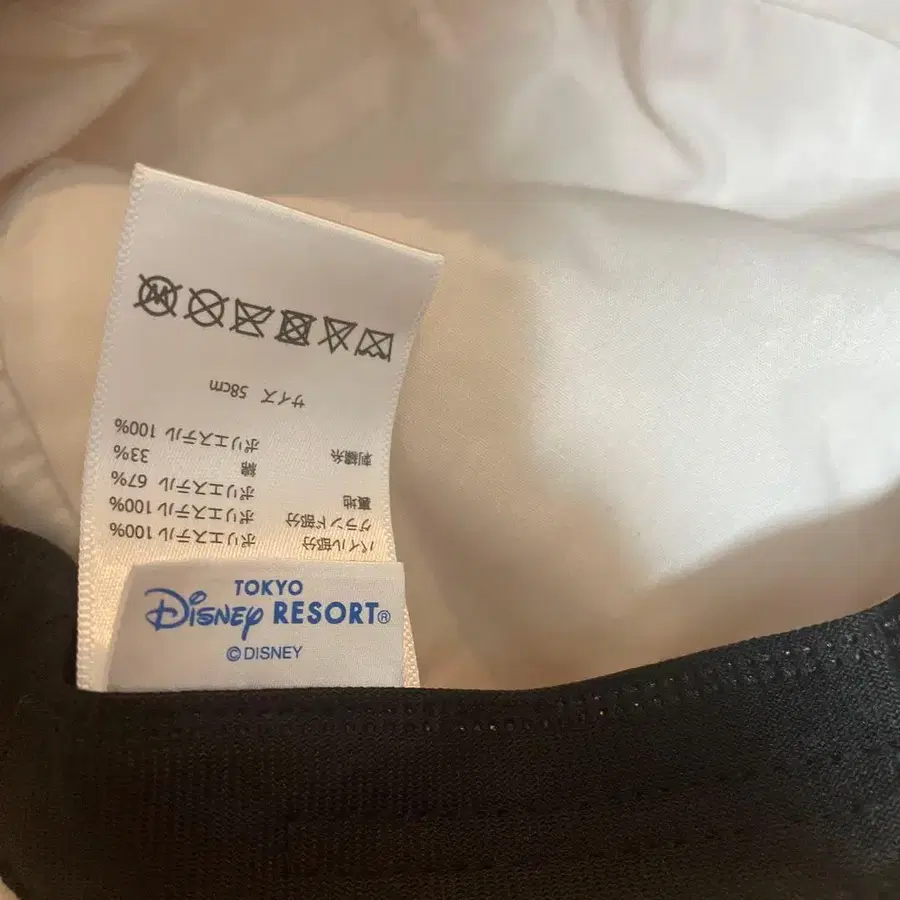 パイル部分 ポリエステル 100%
グランド部分 ポリエステル 100%
裏地 ポリエステル 67%
綿 33%
刺繍糸 ポリエステル 100%
サイズ 58cm
W
TOKYO
Disney RESORT®
© DISNEY